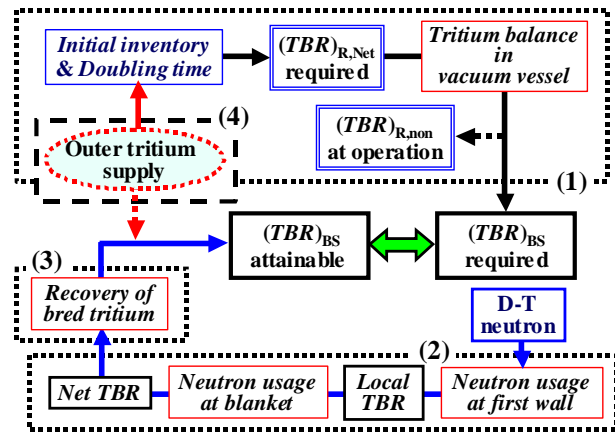 Initial inventory
& Doubling time
(TBR)R,Net
required
Tritium balance
in
vacuum vessel
(4)
(TBR)R,non
at operation
Outer tritium
supply
(1)
(TBR)BS
attainable
(TBR)BS
required
(3)
Recovery of
bred tritium
D-T
neutron
(2)
Net TBR
Neutron usage
at blanket
Local
TBR
Neutron usage
at first wall